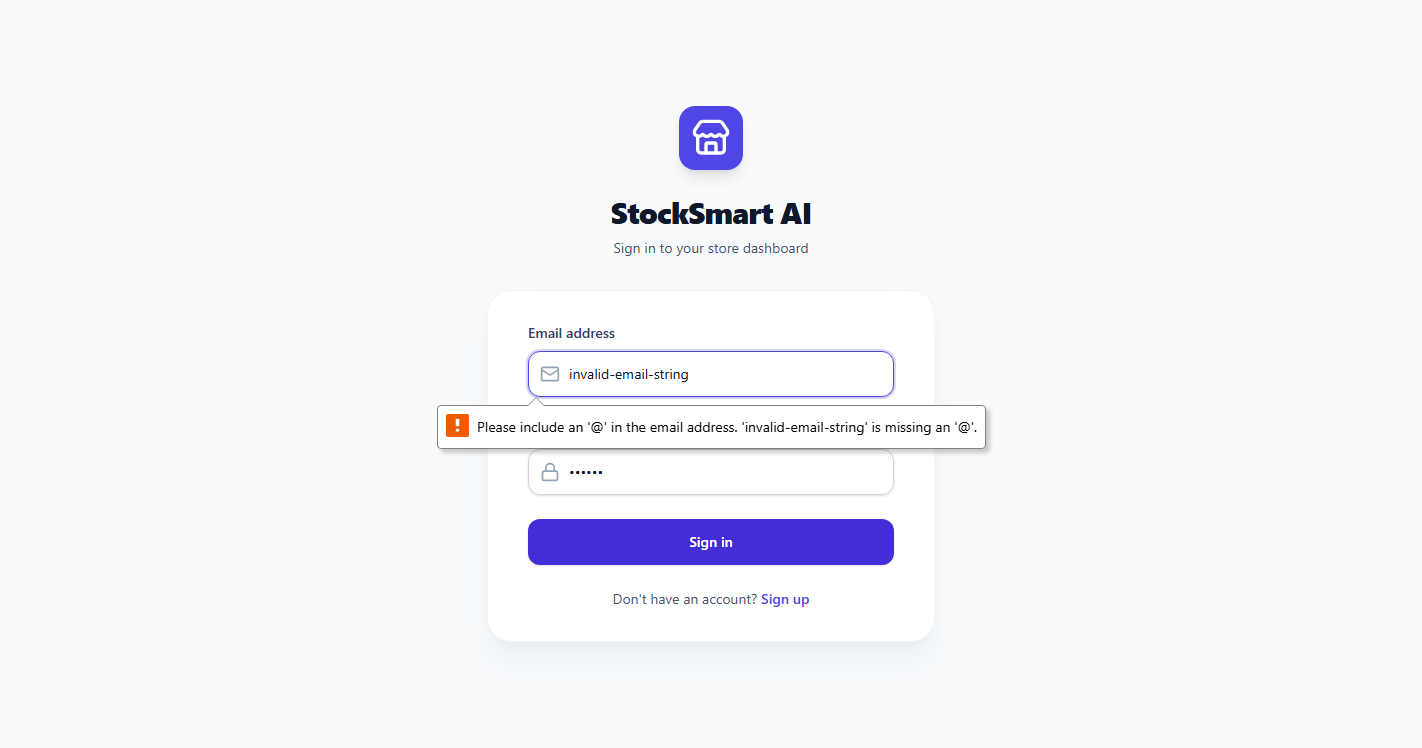 StockSmart AI
Sign in to your store dashboard
Email address
invalid-email-string
Please include an '@' in the email address. 'invalid-email-string' is missing an '@'.
••••••
Sign in
Don't have an account? Sign up